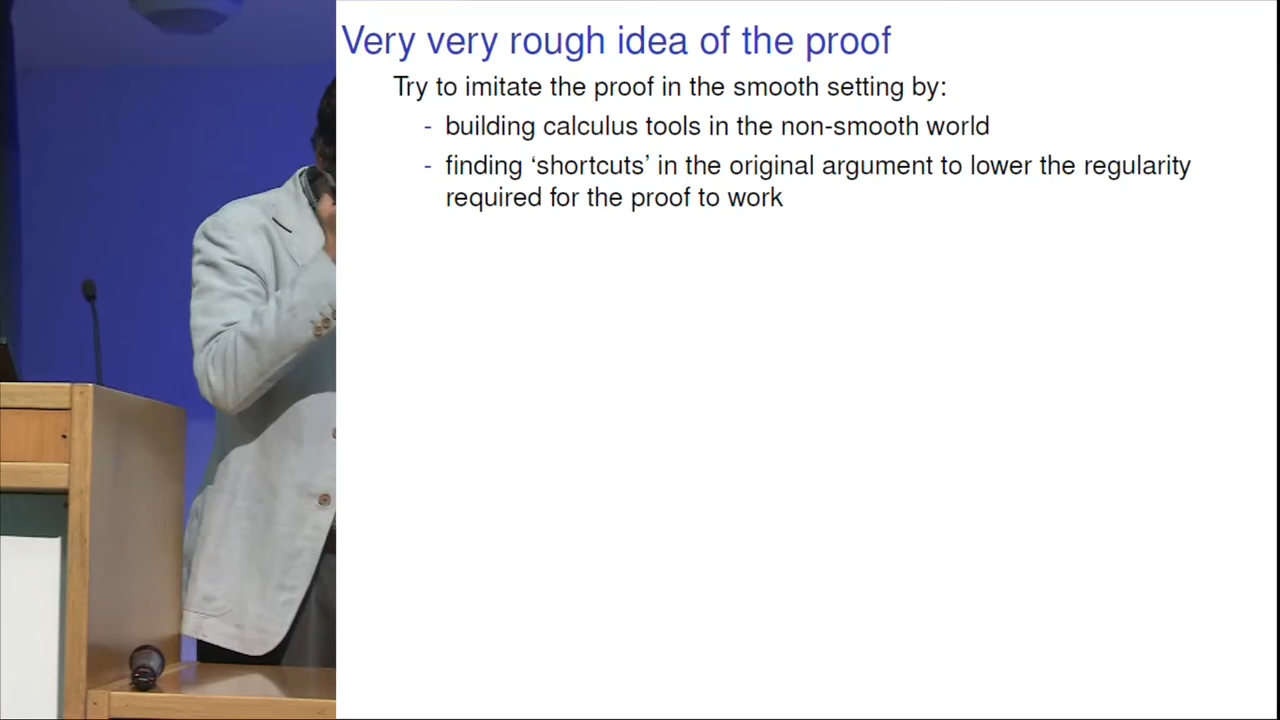 Very very rough idea of the proof
Try to imitate the proof in the smooth setting by:
- building calculus tools in the non-smooth world
- finding ‘shortcuts’ in the original argument to lower the regularity
required for the proof to work